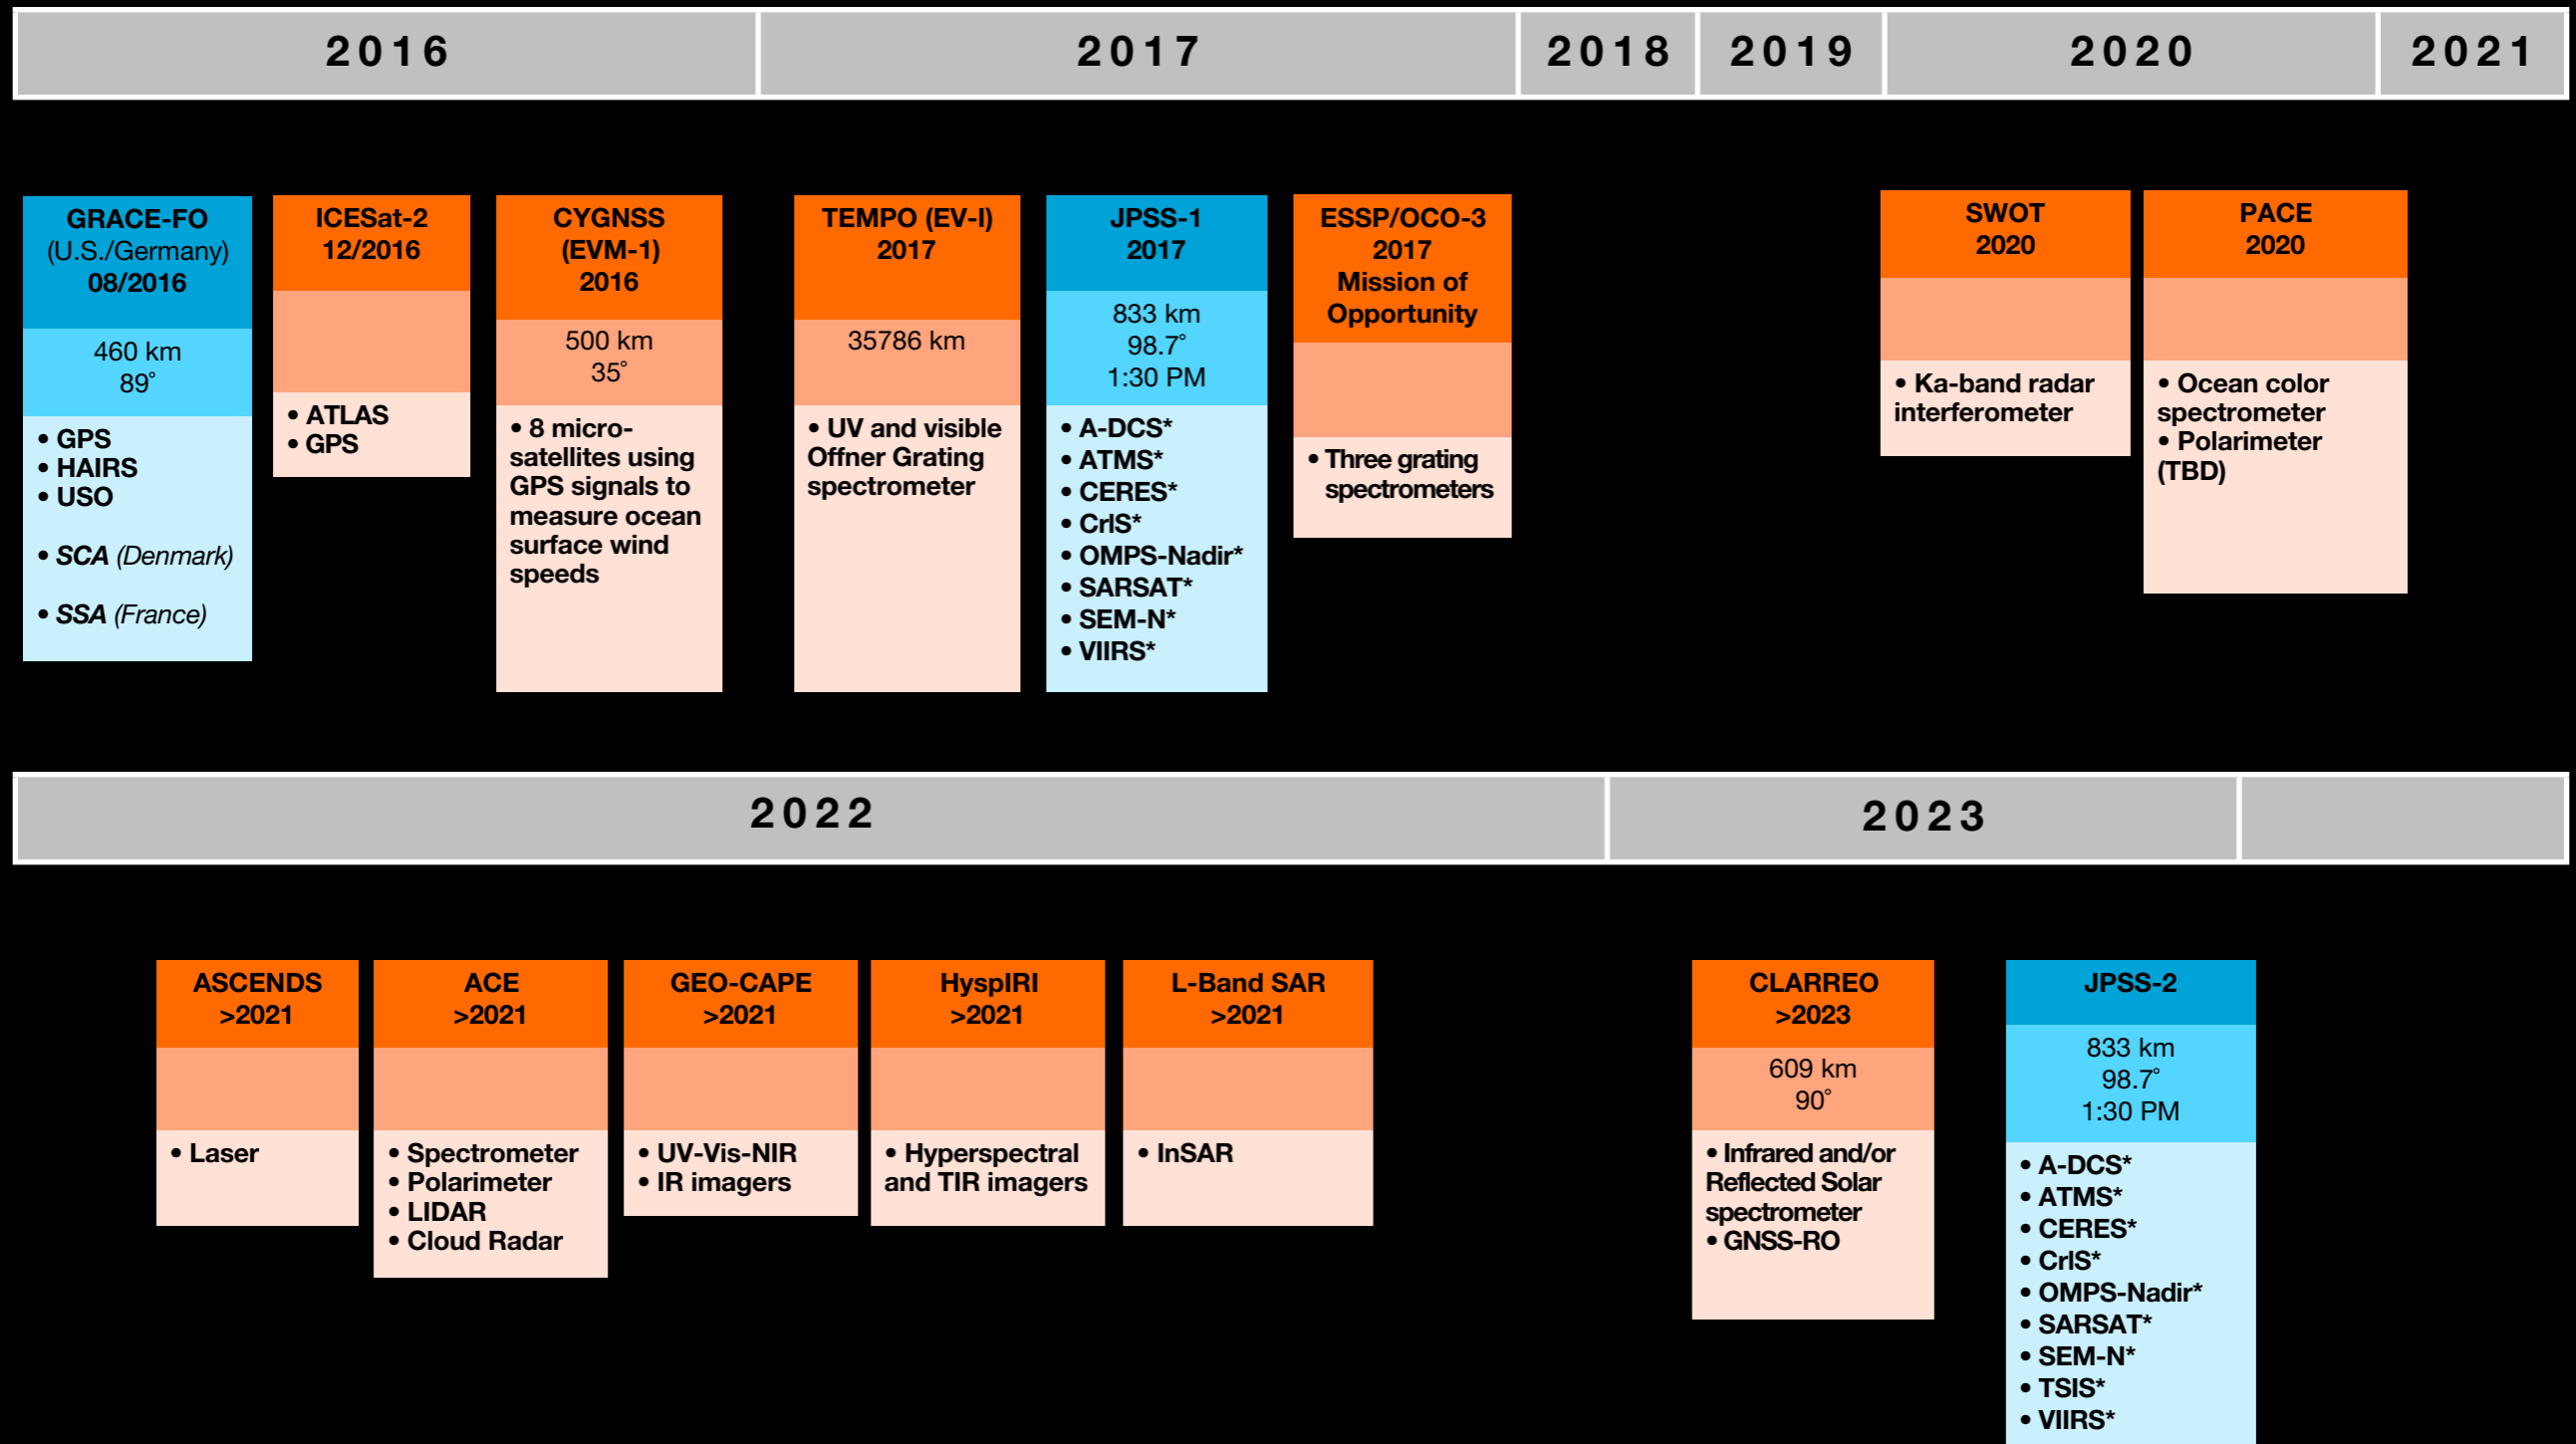 2016
2017
2018
2019
2020
2021
GRACE-FO
(U.S./Germany)
08/2016
460 km
89°
• GPS
• HAIRS
• USO
• SCA (Denmark)
• SSA (France)
ICESat-2
12/2016
• ATLAS
• GPS
CYGNSS
(EVM-1)
2016
500 km
35°
• 8 micro-
satellites using
GPS signals to
measure ocean
surface wind
speeds
TEMPO (EV-I)
2017
35786 km
• UV and visible
Offner Grating
spectrometer
JPSS-1
2017
833 km
98.7°
1:30 PM
• A-DCS*
• ATMS*
• CERES*
• CrIS*
• OMPS-Nadir*
• SARSAT*
• SEM-N*
• VIIRS*
ESSP/OCO-3
2017
Mission of
Opportunity
• Three grating
spectrometers
SWOT
2020
• Ka-band radar
interferometer
PACE
2020
• Ocean color
spectrometer
• Polarimeter
(TBD)
2022
2023
ASCENDS
>2021
• Laser
ACE
>2021
• Spectrometer
• Polarimeter
• LIDAR
• Cloud Radar
GEO-CAPE
>2021
• UV-Vis-NIR
• IR imagers
HyspIRI
>2021
• Hyperspectral
and TIR imagers
L-Band SAR
>2021
• InSAR
CLARREO
>2023
609 km
90°
• Infrared and/or
Reflected Solar
spectrometer
• GNSS-RO
JPSS-2
833 km
98.7°
1:30 PM
• A-DCS*
• ATMS*
• CERES*
• CrIS*
• OMPS-Nadir*
• SARSAT*
• SEM-N*
• TSIS*
• VIIRS*